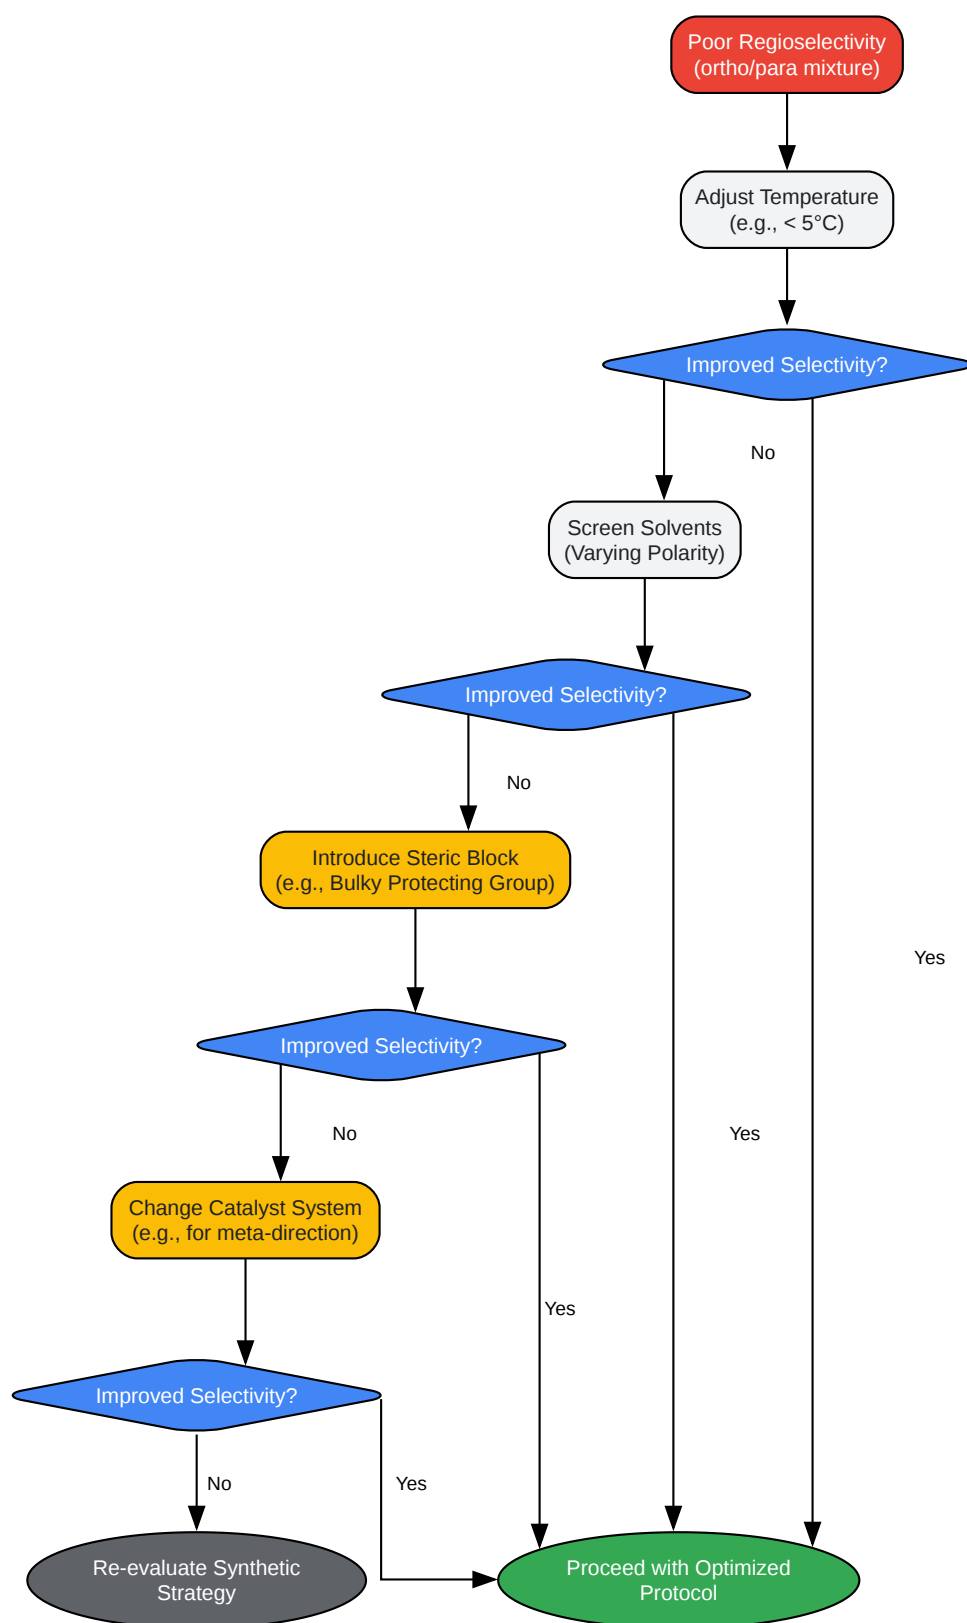 Poor Regioselectivity
(ortho/para mixture)
Adjust Temperature
(e.g., < 5°C)
Improved Selectivity?
No
Screen Solvents
(Varying Polarity)
Improved Selectivity?
No
Introduce Steric Block
(e.g., Bulky Protecting Group)
Yes
Improved Selectivity?
No
Yes
Change Catalyst System
(e.g., for meta-direction)
Yes
Improved Selectivity?
No
Yes
Re-evaluate Synthetic
Strategy
Proceed with Optimized
Protocol